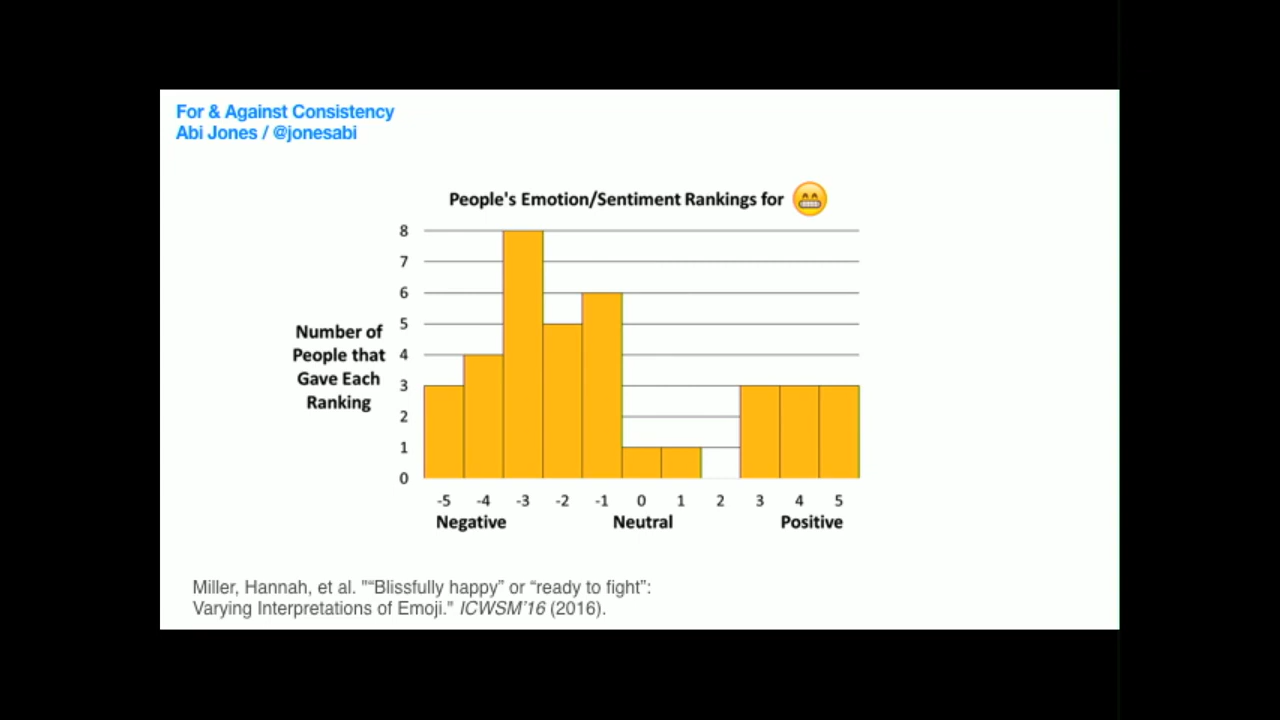 For & Against Consistency
Abi Jones / @jonesabi
People's Emotion/Sentiment Rankings for
8
7
6
5
4
3
2
1
0
Number of
People that
Gave Each
Ranking
-5 -4 -3 -2 -1 0 1 2 3 4 5
Negative Neutral Positive
Miller, Hannah, et al. "“Blissfully happy” or “ready to fight”:
Varying Interpretations of Emoji.” ICWSM’16 (2016).